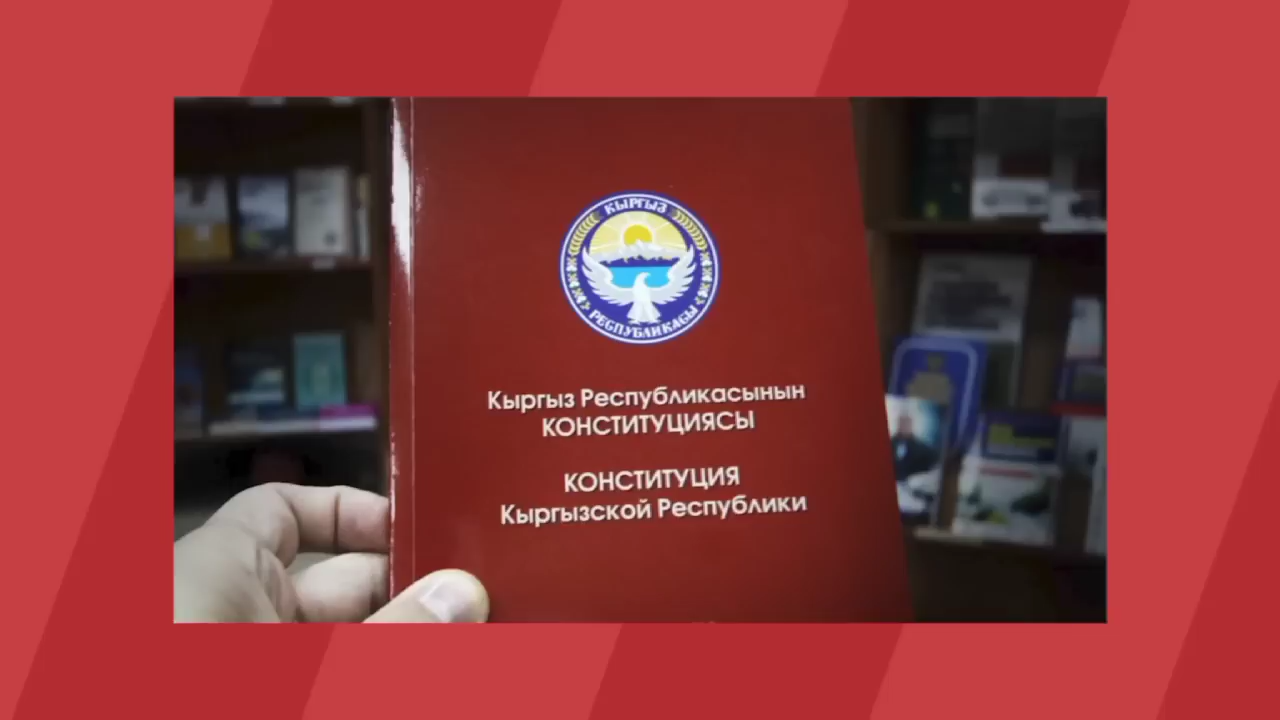 КЫРГЫЗ
РЕСПУБЛИКАСЫ
Кыргыз Республикасынын
КОНСТИТУЦИЯСЫ
КОНСТИТУЦИЯ
Кыргызской Республики